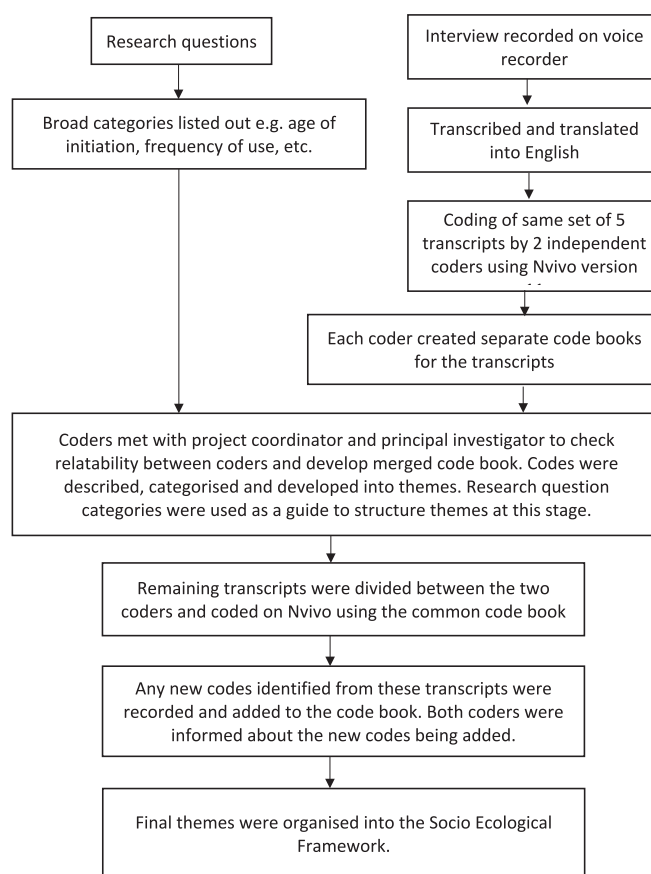 Research questions
Broad categories listed out e.g. age of
initiation, frequency of use, etc.
Interview recorded on voice
recorder
Transcribed and translated
into English
Coding of same set of 5
transcripts by 2 independent
coders using Nvivo version
Each coder created separate code books
for the transcripts
Coders met with project coordinator and principal investigator to check
relatability between coders and develop merged code book. Codes were
described, categorised and developed into themes. Research question
categories were used as a guide to structure themes at this stage.
Remaining transcripts were divided between the two
coders and coded on Nvivo using the common code book
Any new codes identified from these transcripts were
recorded and added to the code book. Both coders were
informed about the new codes being added.
Final themes were organised into the Socio Ecological
Framework.